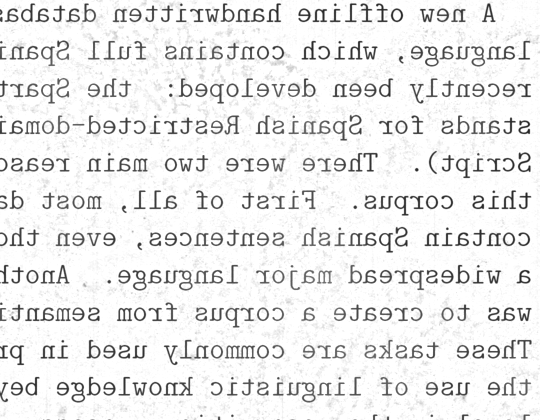 A new offline handwritten databas
language, which contains full Spanis
recently been developed: the Spart
stands for Spanish Restricted-domai
Script). There were two main reaso
this corpus. First of all, most da
contain Spanish sentences, even tho
a widespread major language. Anoth
was to create a corpus from semanti
These tasks are commonly used in pr
the use of linguistic knowledge bey